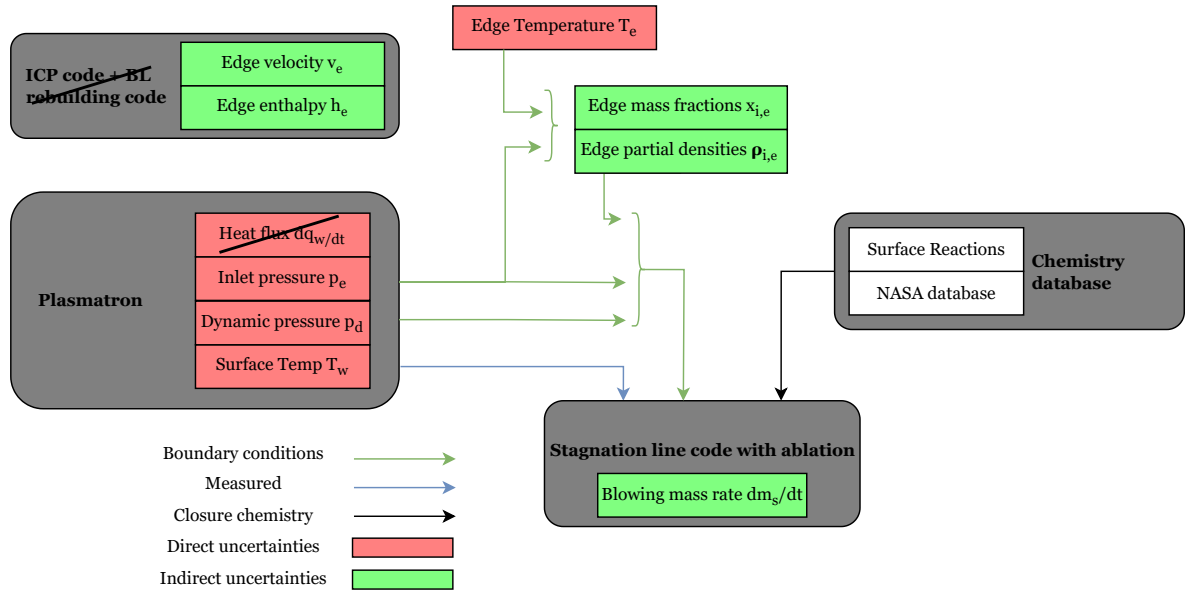 Edge Temperature Tₑ
ICP code + BL
rebuilding code
Edge velocity vₑ
Edge enthalpy hₑ
Edge mass fractions xᵢ,ₑ
Edge partial densities ρᵢ,ₑ
Plasmatron
Heat flux dq_w/dt
Inlet pressure pₑ
Dynamic pressure p_d
Surface Temp T_w
Surface Reactions
NASA database
Chemistry
database
Stagnation line code with ablation
Blowing mass rate dmₛ/dt
Boundary conditions
Measured
Closure chemistry
Direct uncertainties
Indirect uncertainties